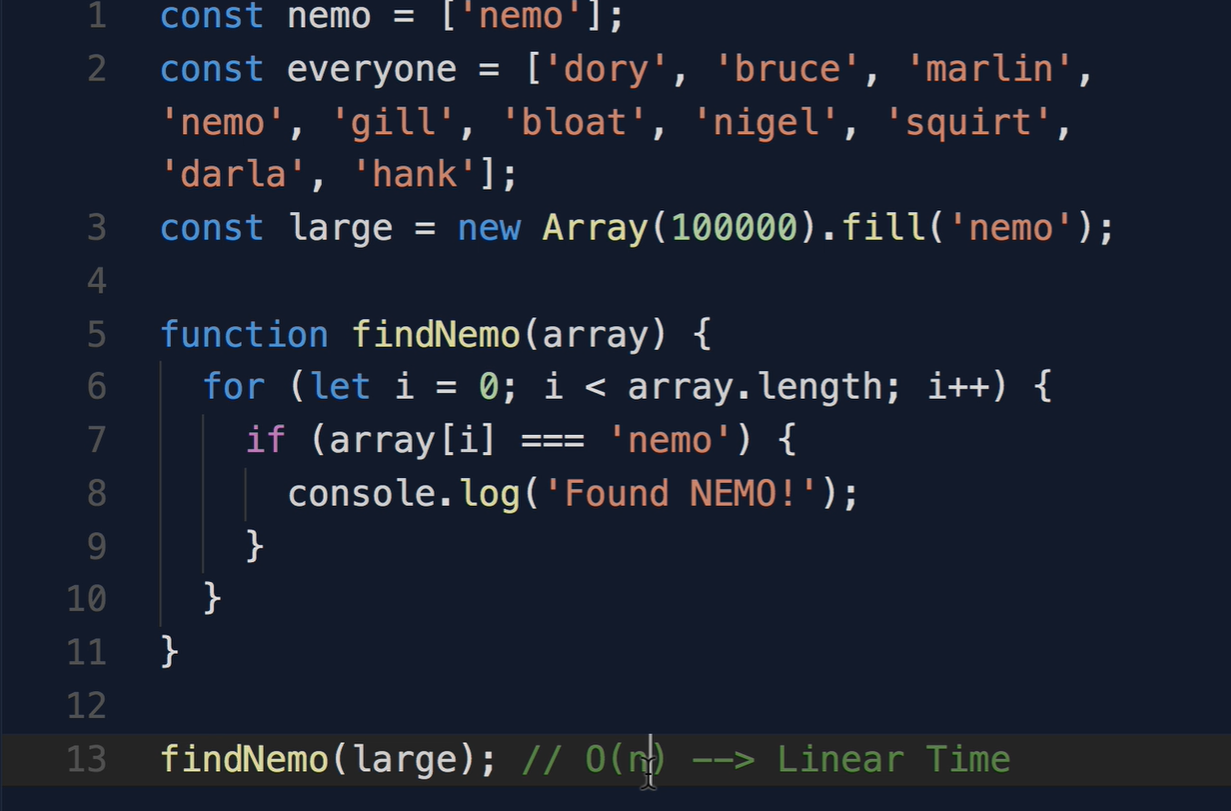 1 const nemo = ['nemo'];
2 const everyone = ['dory', 'bruce', 'marlin',
'nemo', 'gill', 'bloat', 'nigel', 'squirt',
'darla', 'hank'];
3 const large = new Array(100000).fill('nemo');
4
5 function findNemo(array) {
6   for (let i = 0; i < array.length; i++) {
7     if (array[i] === 'nemo') {
8       console.log('Found NEMO!');
9     }
10   }
11 }
12
13 findNemo(large); // O(n) --> Linear Time